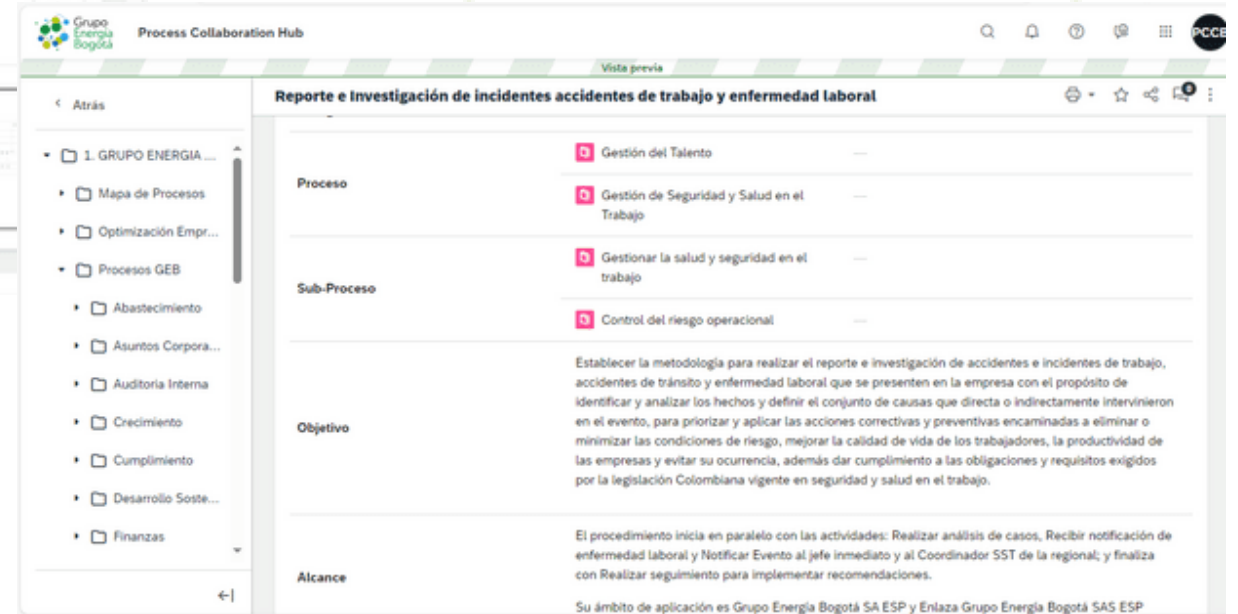 Grupo
Energía
Bogotá
Process Collaboration Hub
PCCB
Vista previa
Atrás
Reporte e Investigación de incidentes accidentes de trabajo y enfermedad laboral
0
1. GRUPO ENERGIA ...
Mapa de Procesos
Optimización Empr...
Procesos GEB
Abastecimiento
Asuntos Corpora...
Auditoria Interna
Crecimiento
Cumplimiento
Desarrollo Soste...
Finanzas
Proceso
Gestión del Talento
Gestión de Seguridad y Salud en el
Trabajo
Sub-Proceso
Gestionar la salud y seguridad en el
trabajo
Control del riesgo operacional
Objetivo
Establecer la metodología para realizar el reporte e investigación de accidentes e incidentes de trabajo,
accidentes de tránsito y enfermedad laboral que se presenten en la empresa con el propósito de
identificar y analizar los hechos y definir el conjunto de causas que directa o indirectamente intervinieron
en el evento, para priorizar y aplicar las acciones correctivas y preventivas encaminadas a eliminar o
minimizar las condiciones de riesgo, mejorar la calidad de vida de los trabajadores, la productividad de
las empresas y evitar su ocurrencia, además dar cumplimiento a las obligaciones y requisitos exigidos
por la legislación Colombiana vigente en seguridad y salud en el trabajo.
Alcance
El procedimiento inicia en paralelo con las actividades: Realizar análisis de casos, Recibir notificación de
enfermedad laboral y Notificar Evento al jefe inmediato y al Coordinador SST de la regional; y finaliza
con Realizar seguimiento para implementar recomendaciones.
Su ámbito de aplicación es Grupo Energía Bogotá SA ESP y Enlaza Grupo Energía Bogotá SAS ESP